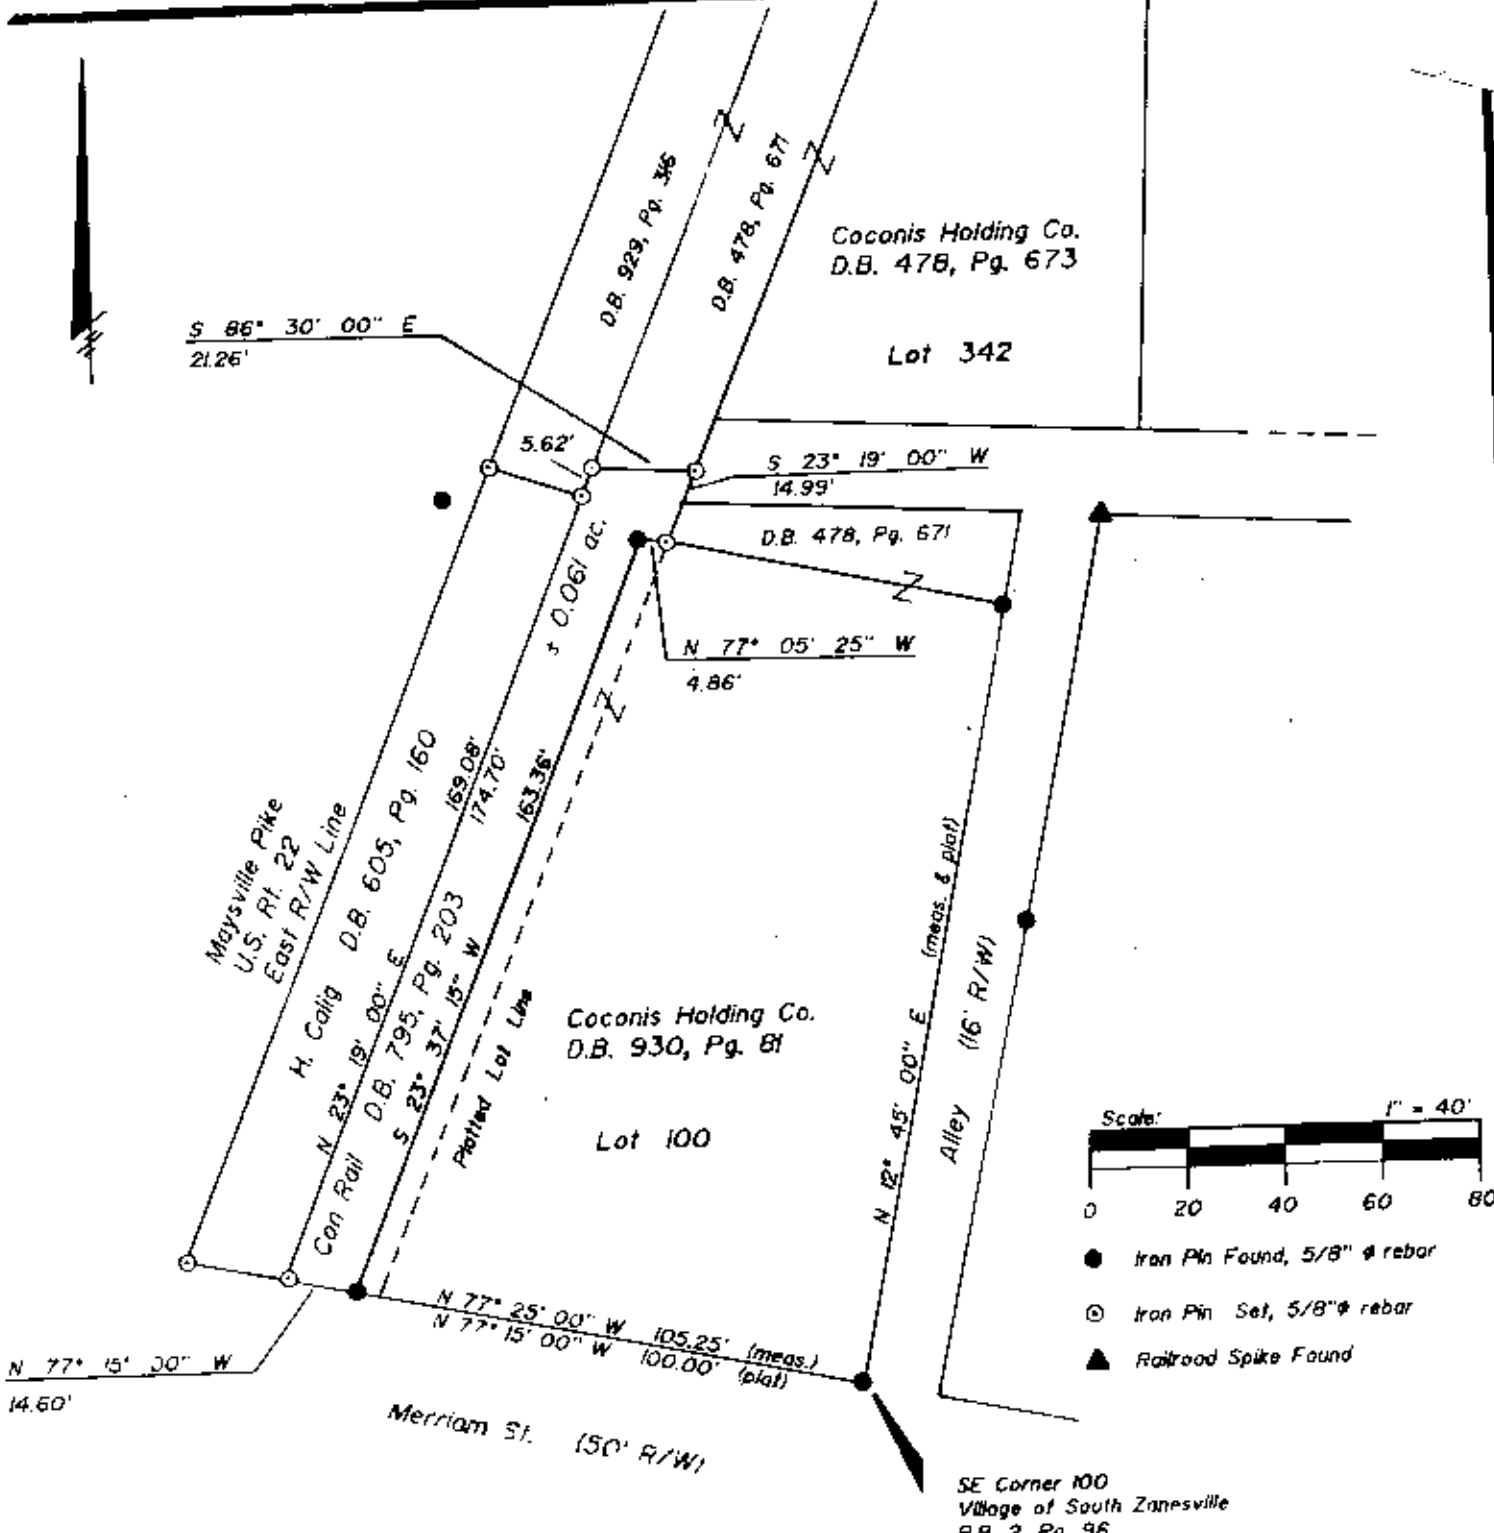 D.B. 929, Pg. 316
D.B. 478, Pg. 671
Coconis Holding Co.
D.B. 478, Pg. 673
Lot 342
S 86° 30' 00" E
21.26'
5.62'
S 23° 19' 00" W
14.99'
D.B. 478, Pg. 671
± 0.061 ac.
N 77° 05' 25" W
4.86'
Maysville Pike
U.S. Rt. 22
East R/W Line
H. Calig D.B. 605, Pg. 160
169.08'
174.70'
N 23° 19' 00" E
Con Rail D.B. 795, Pg. 203
163.36'
S 23° 37' 15" W
Platted Lot Line
Coconis Holding Co.
D.B. 930, Pg. 81
Lot 100
N 12° 45' 00" E (meas. & plat)
Alley (16' R/W)
Scale: 1" = 40'
0 20 40 60 80
Iron Pin Found, 5/8" ϕ rebar
Iron Pin Set, 5/8"ϕ rebar
Railroad Spike Found
N 77° 25' 00" W 105.25' (meas.)
N 77° 15' 00" W 100.00' (plat)
N 77° 15' 00" W
14.60'
Merriam St. (50' R/W)
SE Corner 100
Village of South Zanesville
P.B. 2, Pg. 96